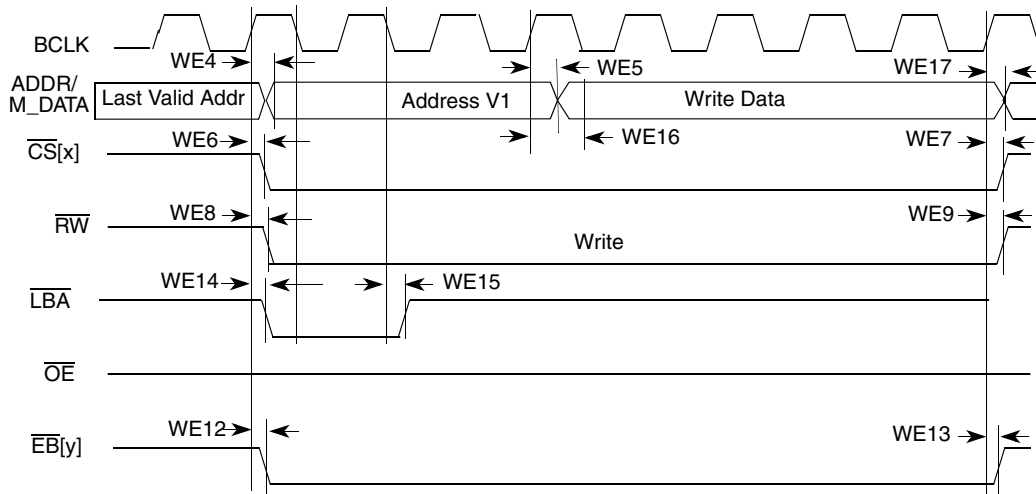 BCLK
WE4
WE5
WE17
ADDR/
M_DATA
Last Valid Addr
Address V1
Write Data
WE6
WE16
WE7
CS[x]
WE8
WE9
RW
Write
WE14
WE15
LBA
OE
WE12
WE13
EB[y]